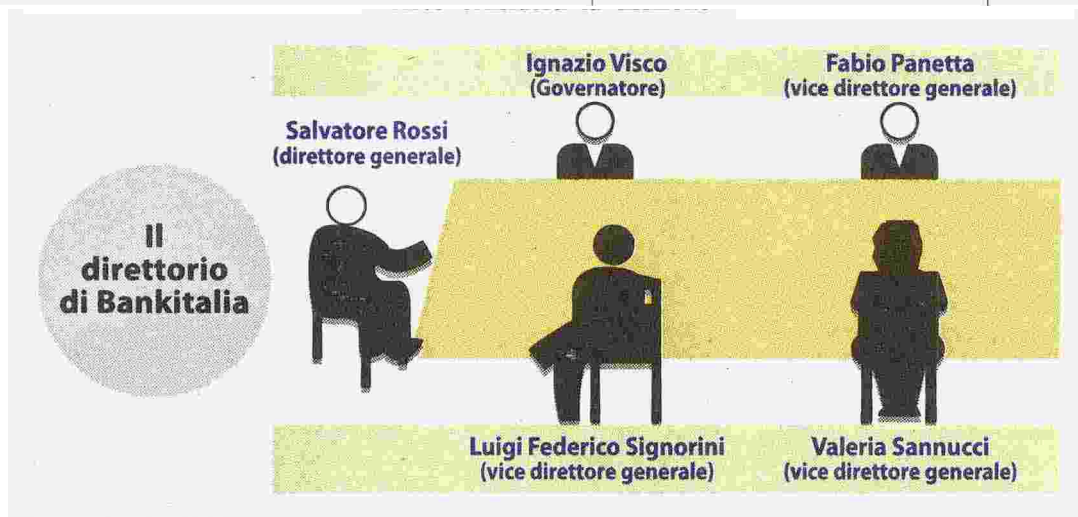 Ignazio Visco
(Governatore)
Fabio Panetta
(vice direttore generale)
Salvatore Rossi
(direttore generale)
Il
direttorio
di Bankitalia
Luigi Federico Signorini
(vice direttore generale)
Valeria Sannucci
(vice direttore generale)